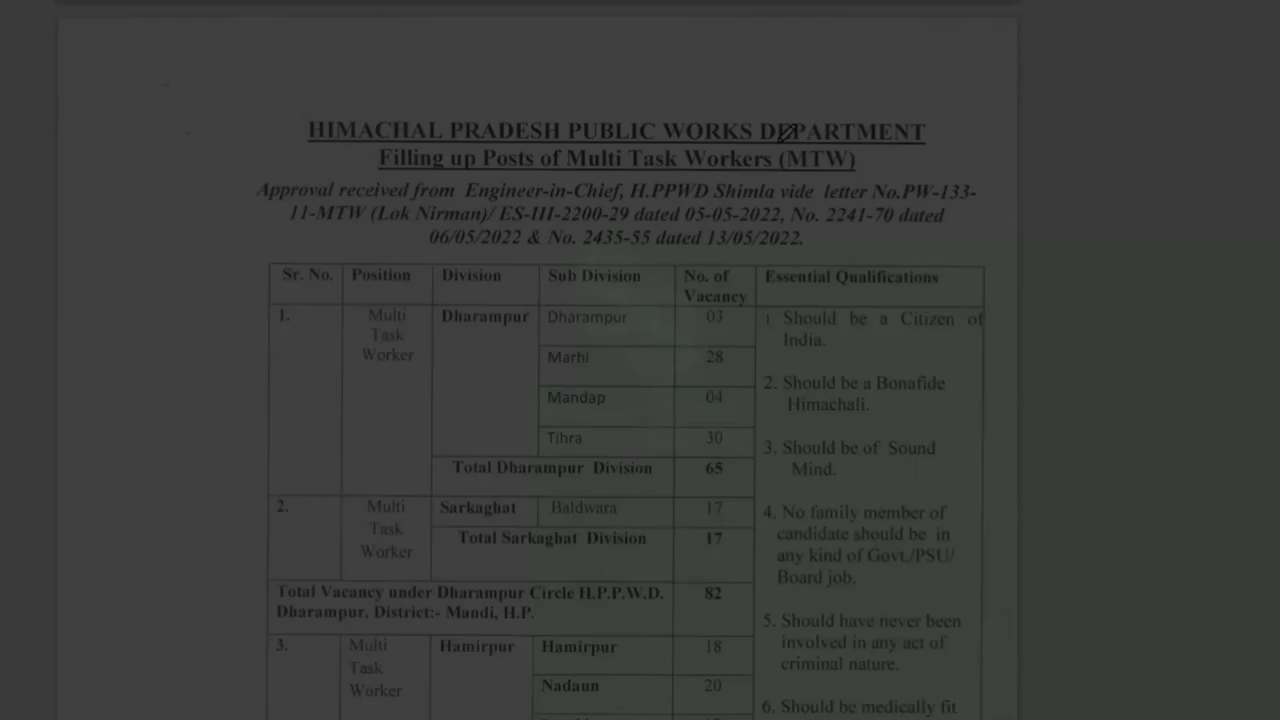 HIMACHAL PRADESH PUBLIC WORKS DEPARTMENT
Filling up Posts of Multi Task Workers (MTW)
Approval received from Engineer-in-Chief, H.PPWD Shimla vide letter No.PW-133-
11-MTW (Lok Nirman)/ ES-III-2200-29 dated 05-05-2022, No. 2241-70 dated
06/05/2022 & No. 2435-55 dated 13/05/2022.
Sr. No. Position Division Sub Division No. of Vacancy Essential Qualifications
1. Multi Task Worker Dharampur Dharampur 03
Marhi 28
Mandap 04
Tihra 30
Total Dharampur Division 65
2. Multi Task Worker Sarkaghat Baldwara 17
Total Sarkaghat Division 17
Total Vacancy under Dharampur Circle H.P.P.W.D. 82
Dharampur, District:- Mandi, H.P.
3. Multi Task Worker Hamirpur Hamirpur 18
Nadaun 20
1. Should be a Citizen of
India.
2. Should be a Bonafide
Himachali.
3. Should be of Sound
Mind.
4. No family member of
candidate should be in
any kind of Govt./PSU/
Board job.
5. Should have never been
involved in any act of
criminal nature.
6. Should be medically fit